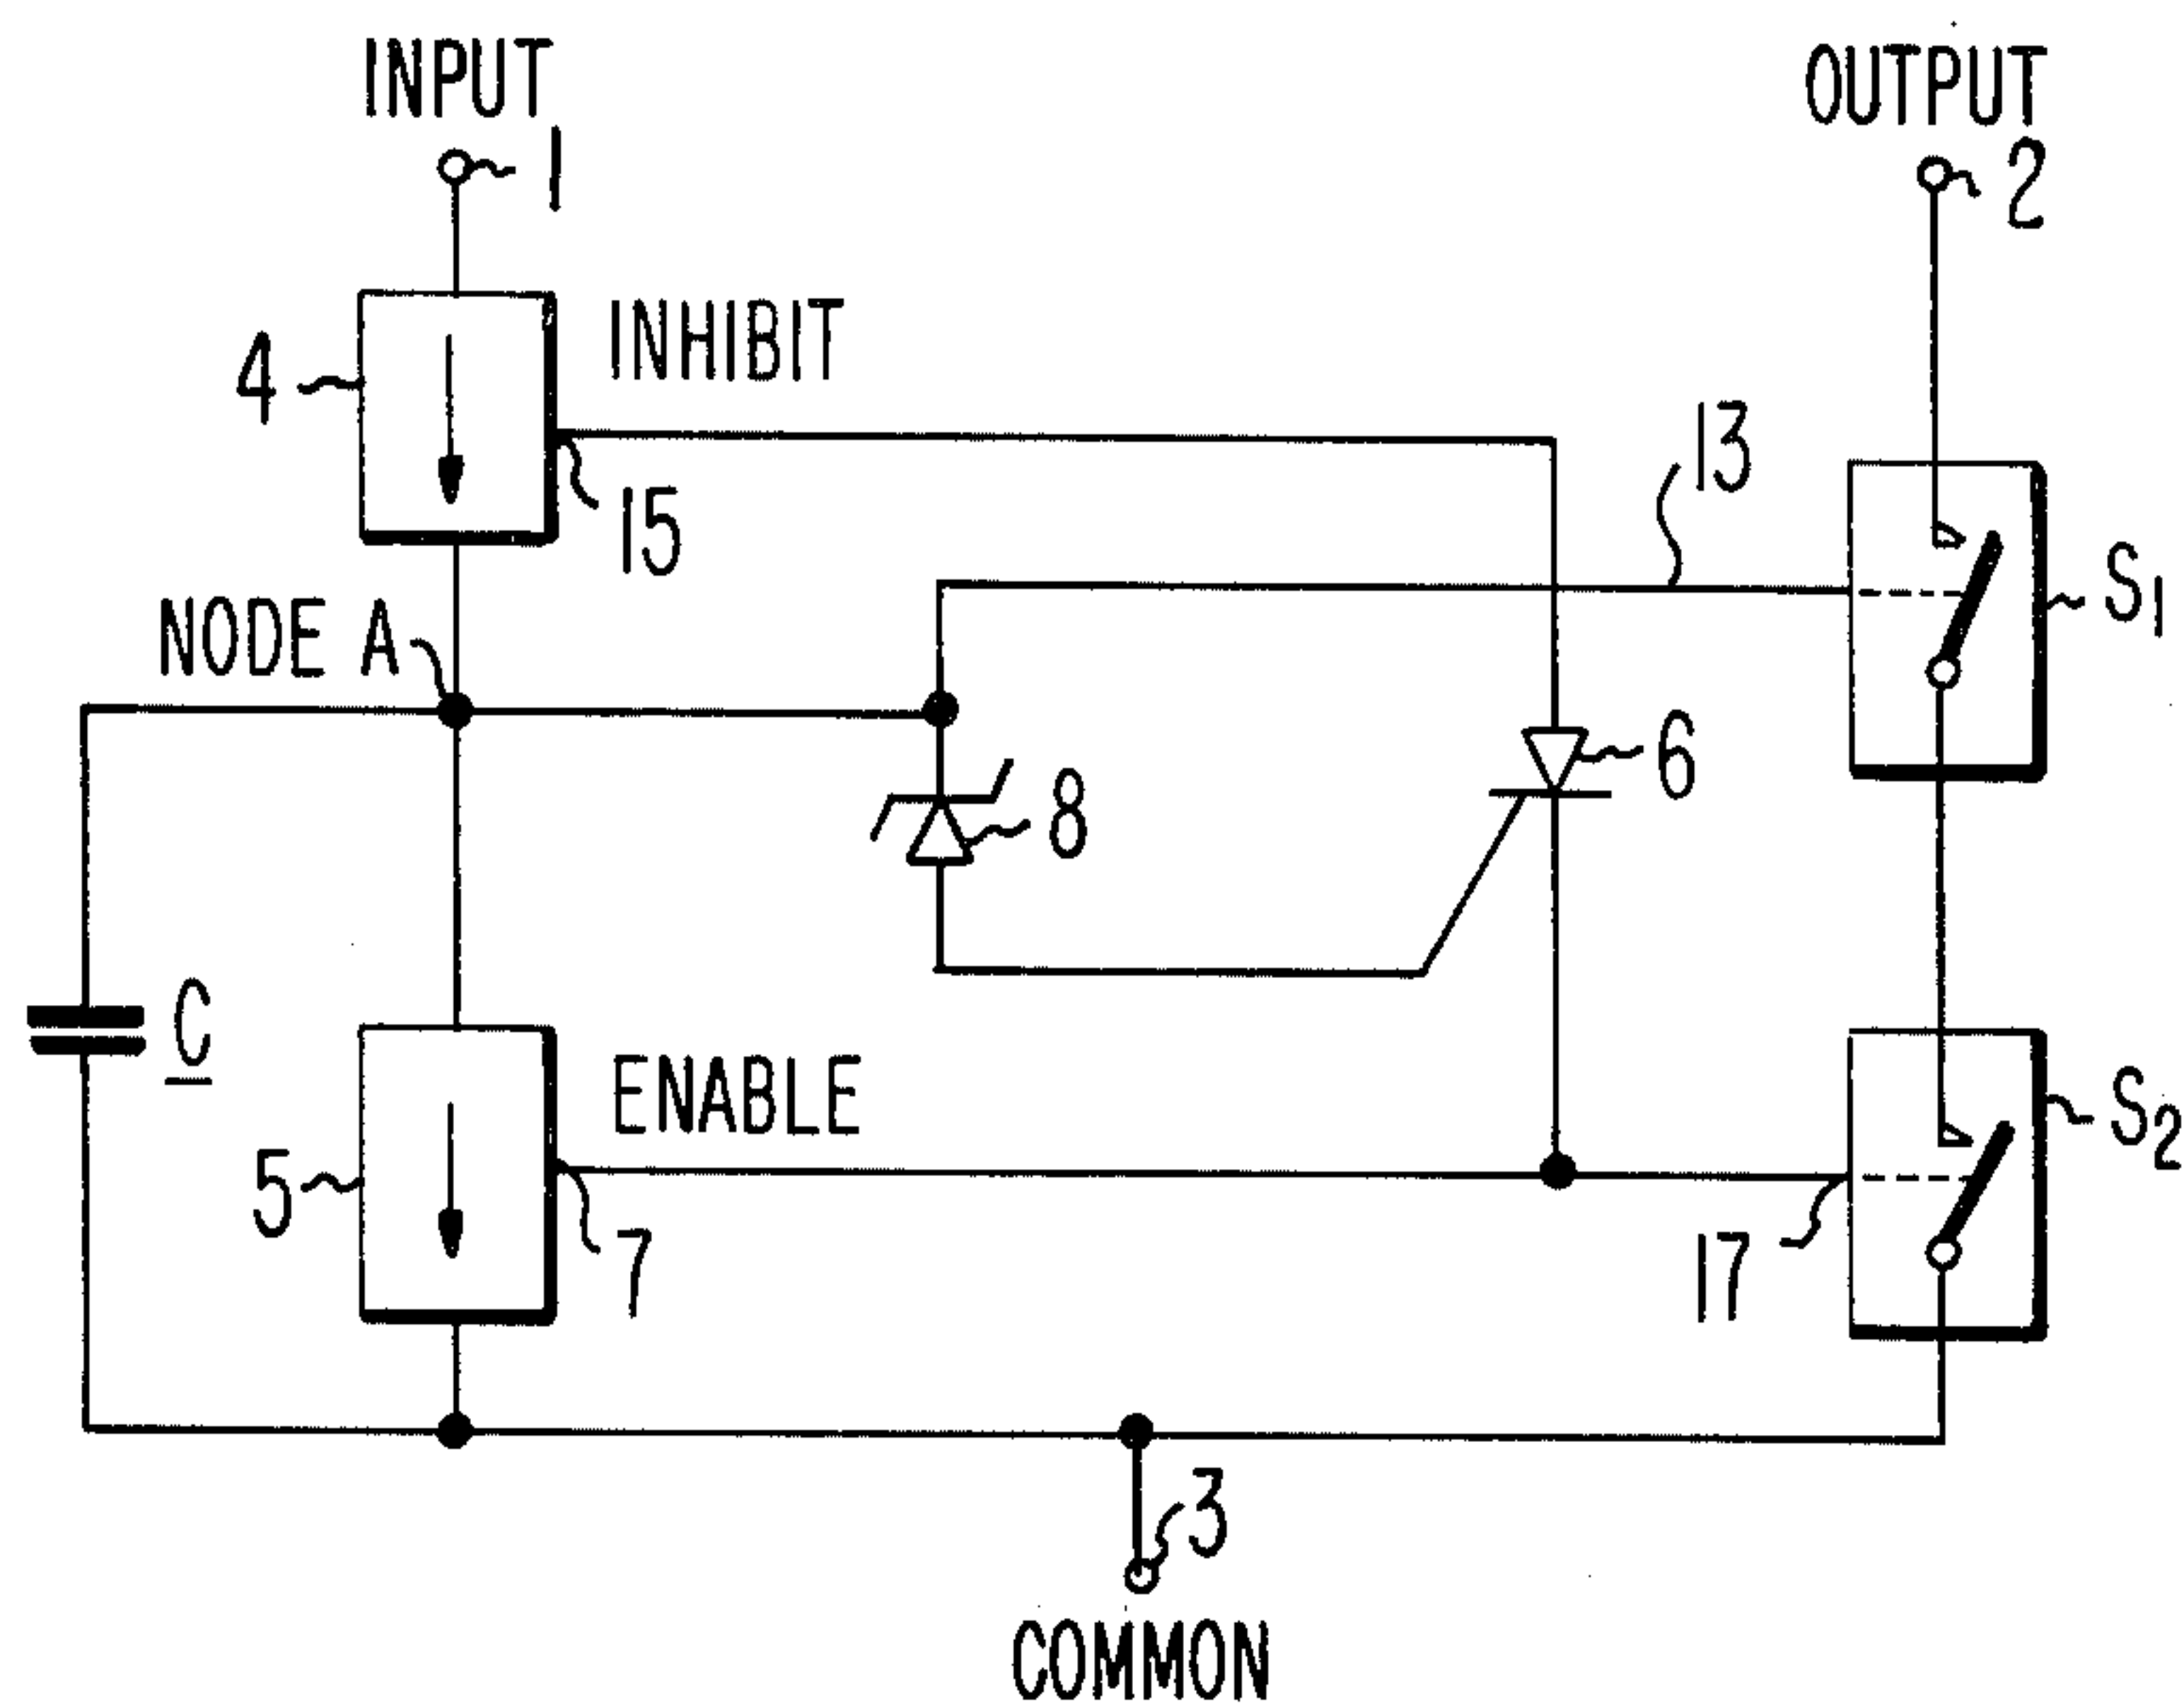 INPUT
1
OUTPUT
2
4
INHIBIT
15
13
S1
NODE A
8
6
C
5
ENABLE
7
17
S2
3
COMMON